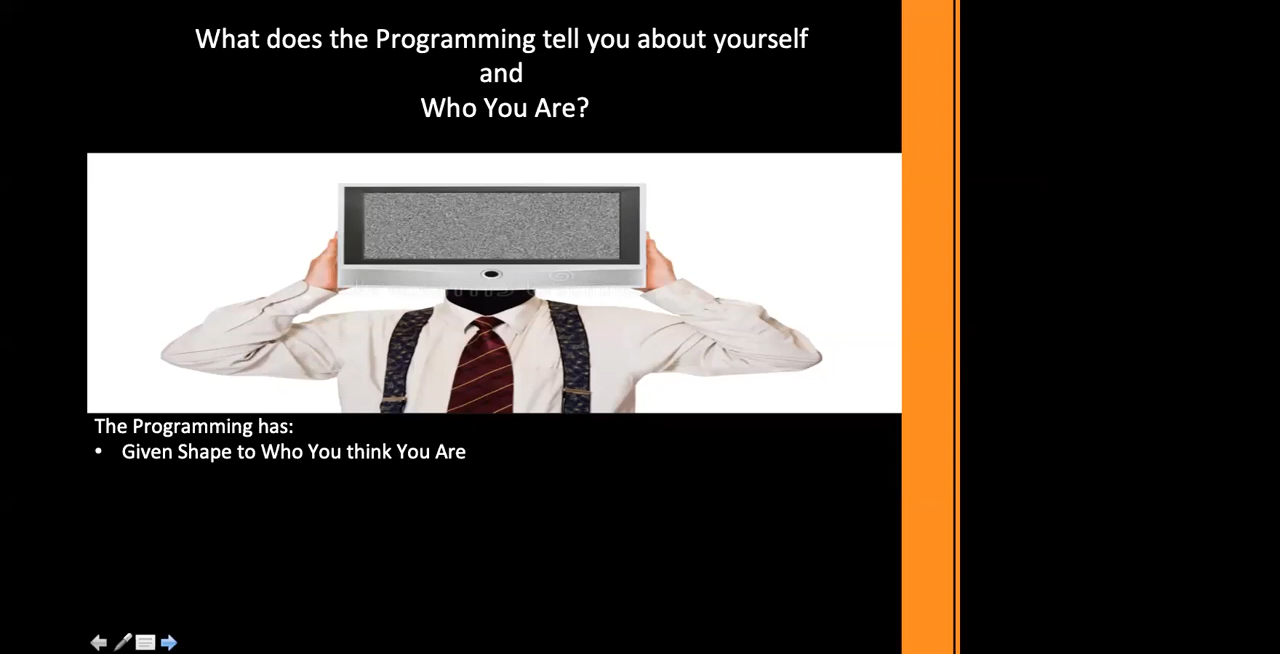 What does the Programming tell you about yourself
and
Who You Are?
The Programming has:
• Given Shape to Who You think You Are